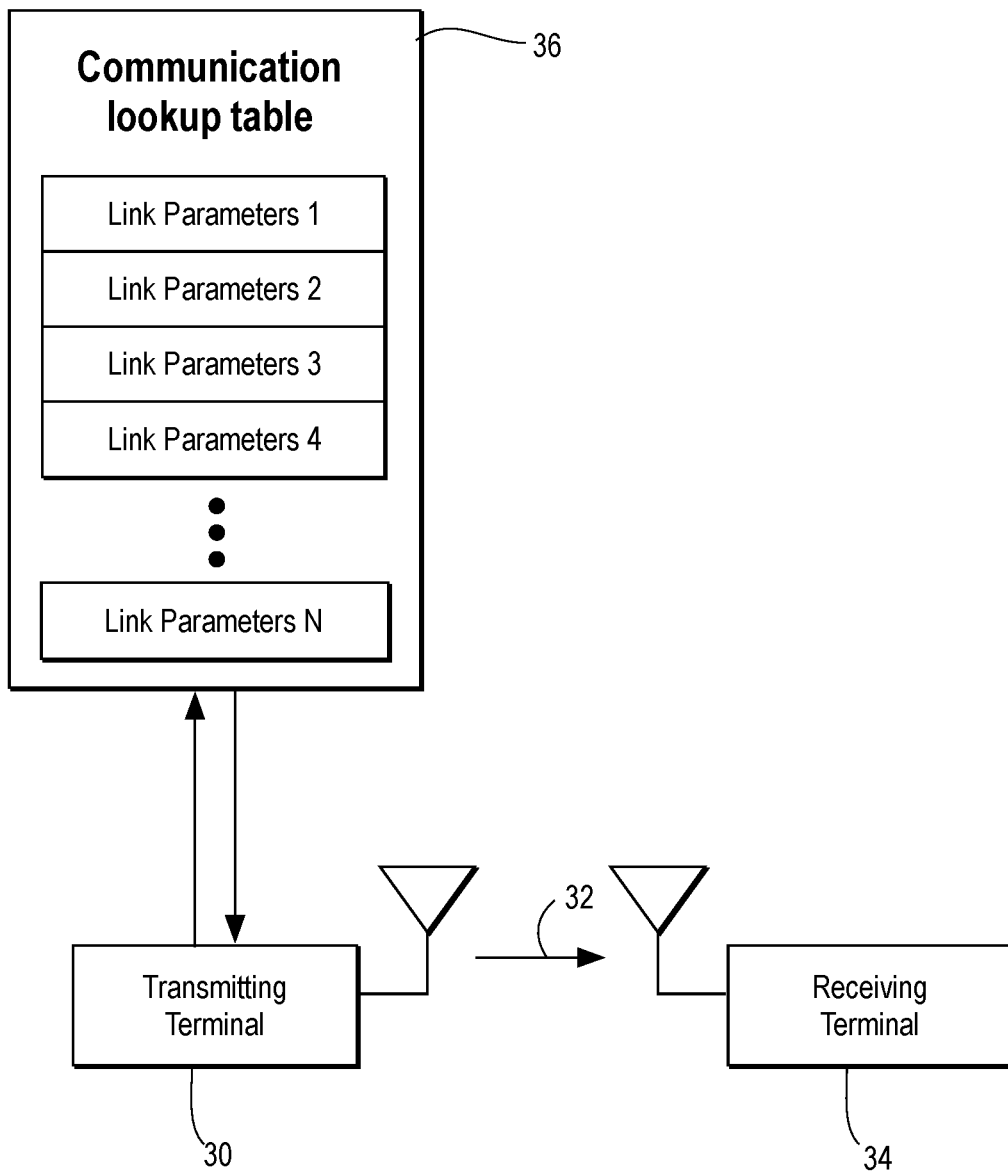 36
Communication
lookup table
Link Parameters 1
Link Parameters 2
Link Parameters 3
Link Parameters 4
Link Parameters N
32
Transmitting
Terminal
Receiving
Terminal
30
34